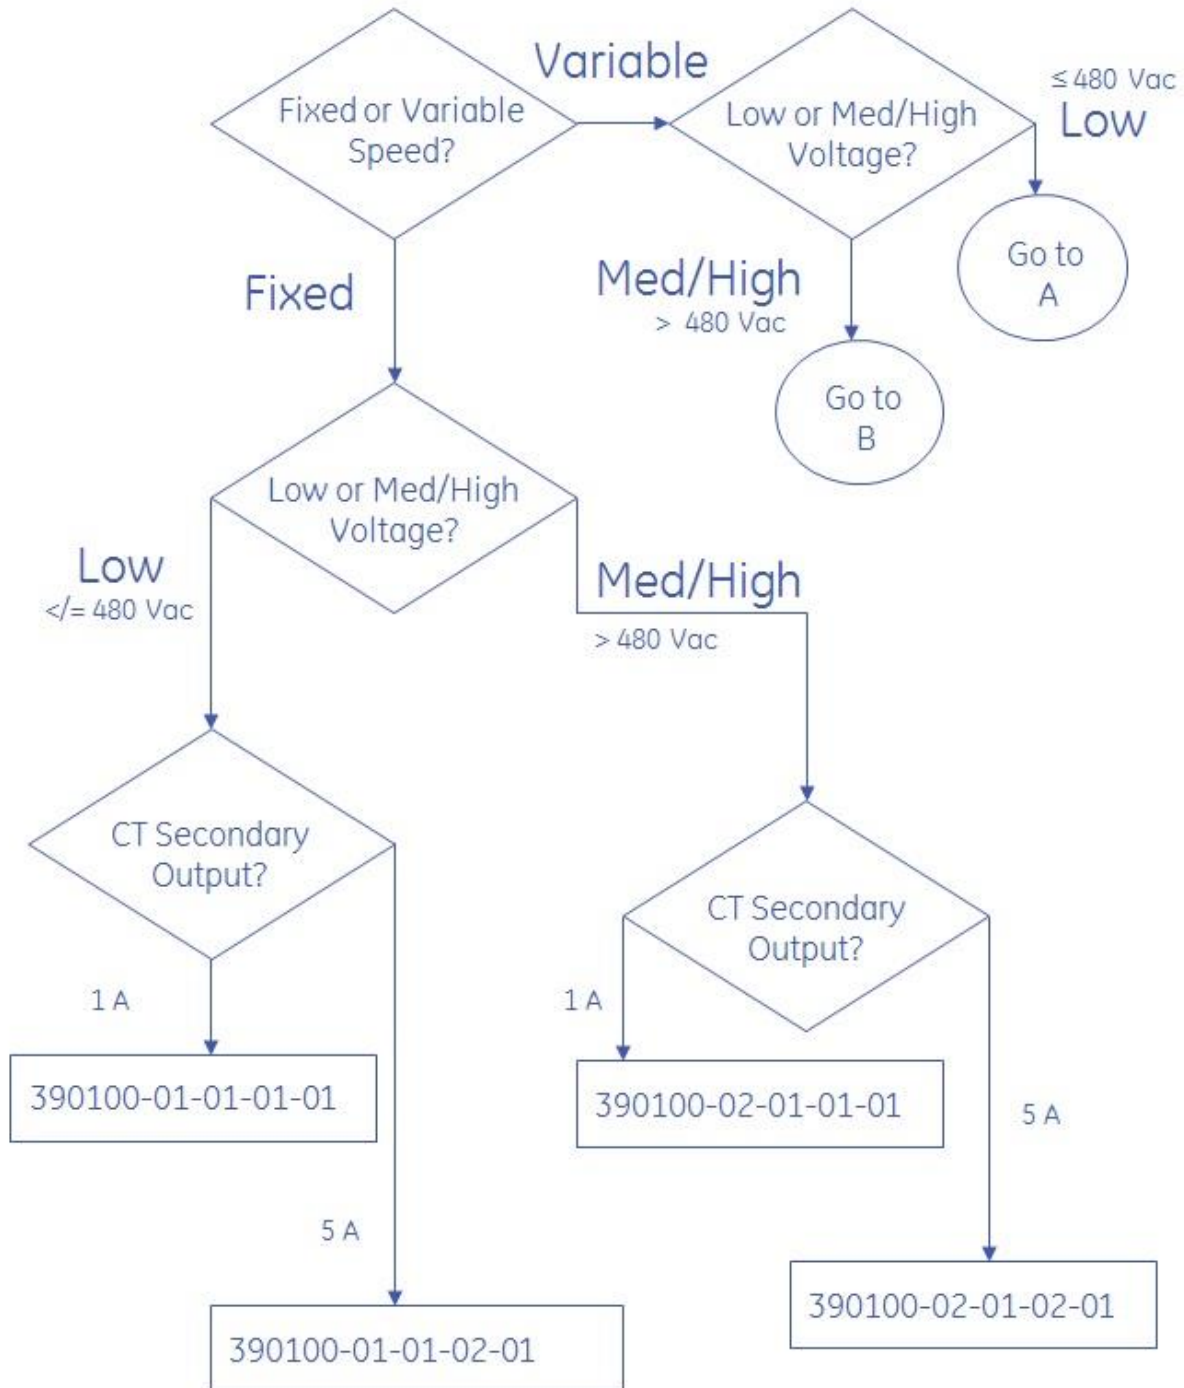 Variable
≤ 480 Vac
Low
Fixed or Variable
Speed?
Low or Med/High
Voltage?
Go to
A
Fixed
Med/High
> 480 Vac
Go to
B
Low or Med/High
Voltage?
Low
</= 480 Vac
Med/High
> 480 Vac
CT Secondary
Output?
CT Secondary
Output?
1 A
1 A
390100-01-01-01-01
390100-02-01-01-01
5 A
5 A
390100-02-01-02-01
390100-01-01-02-01